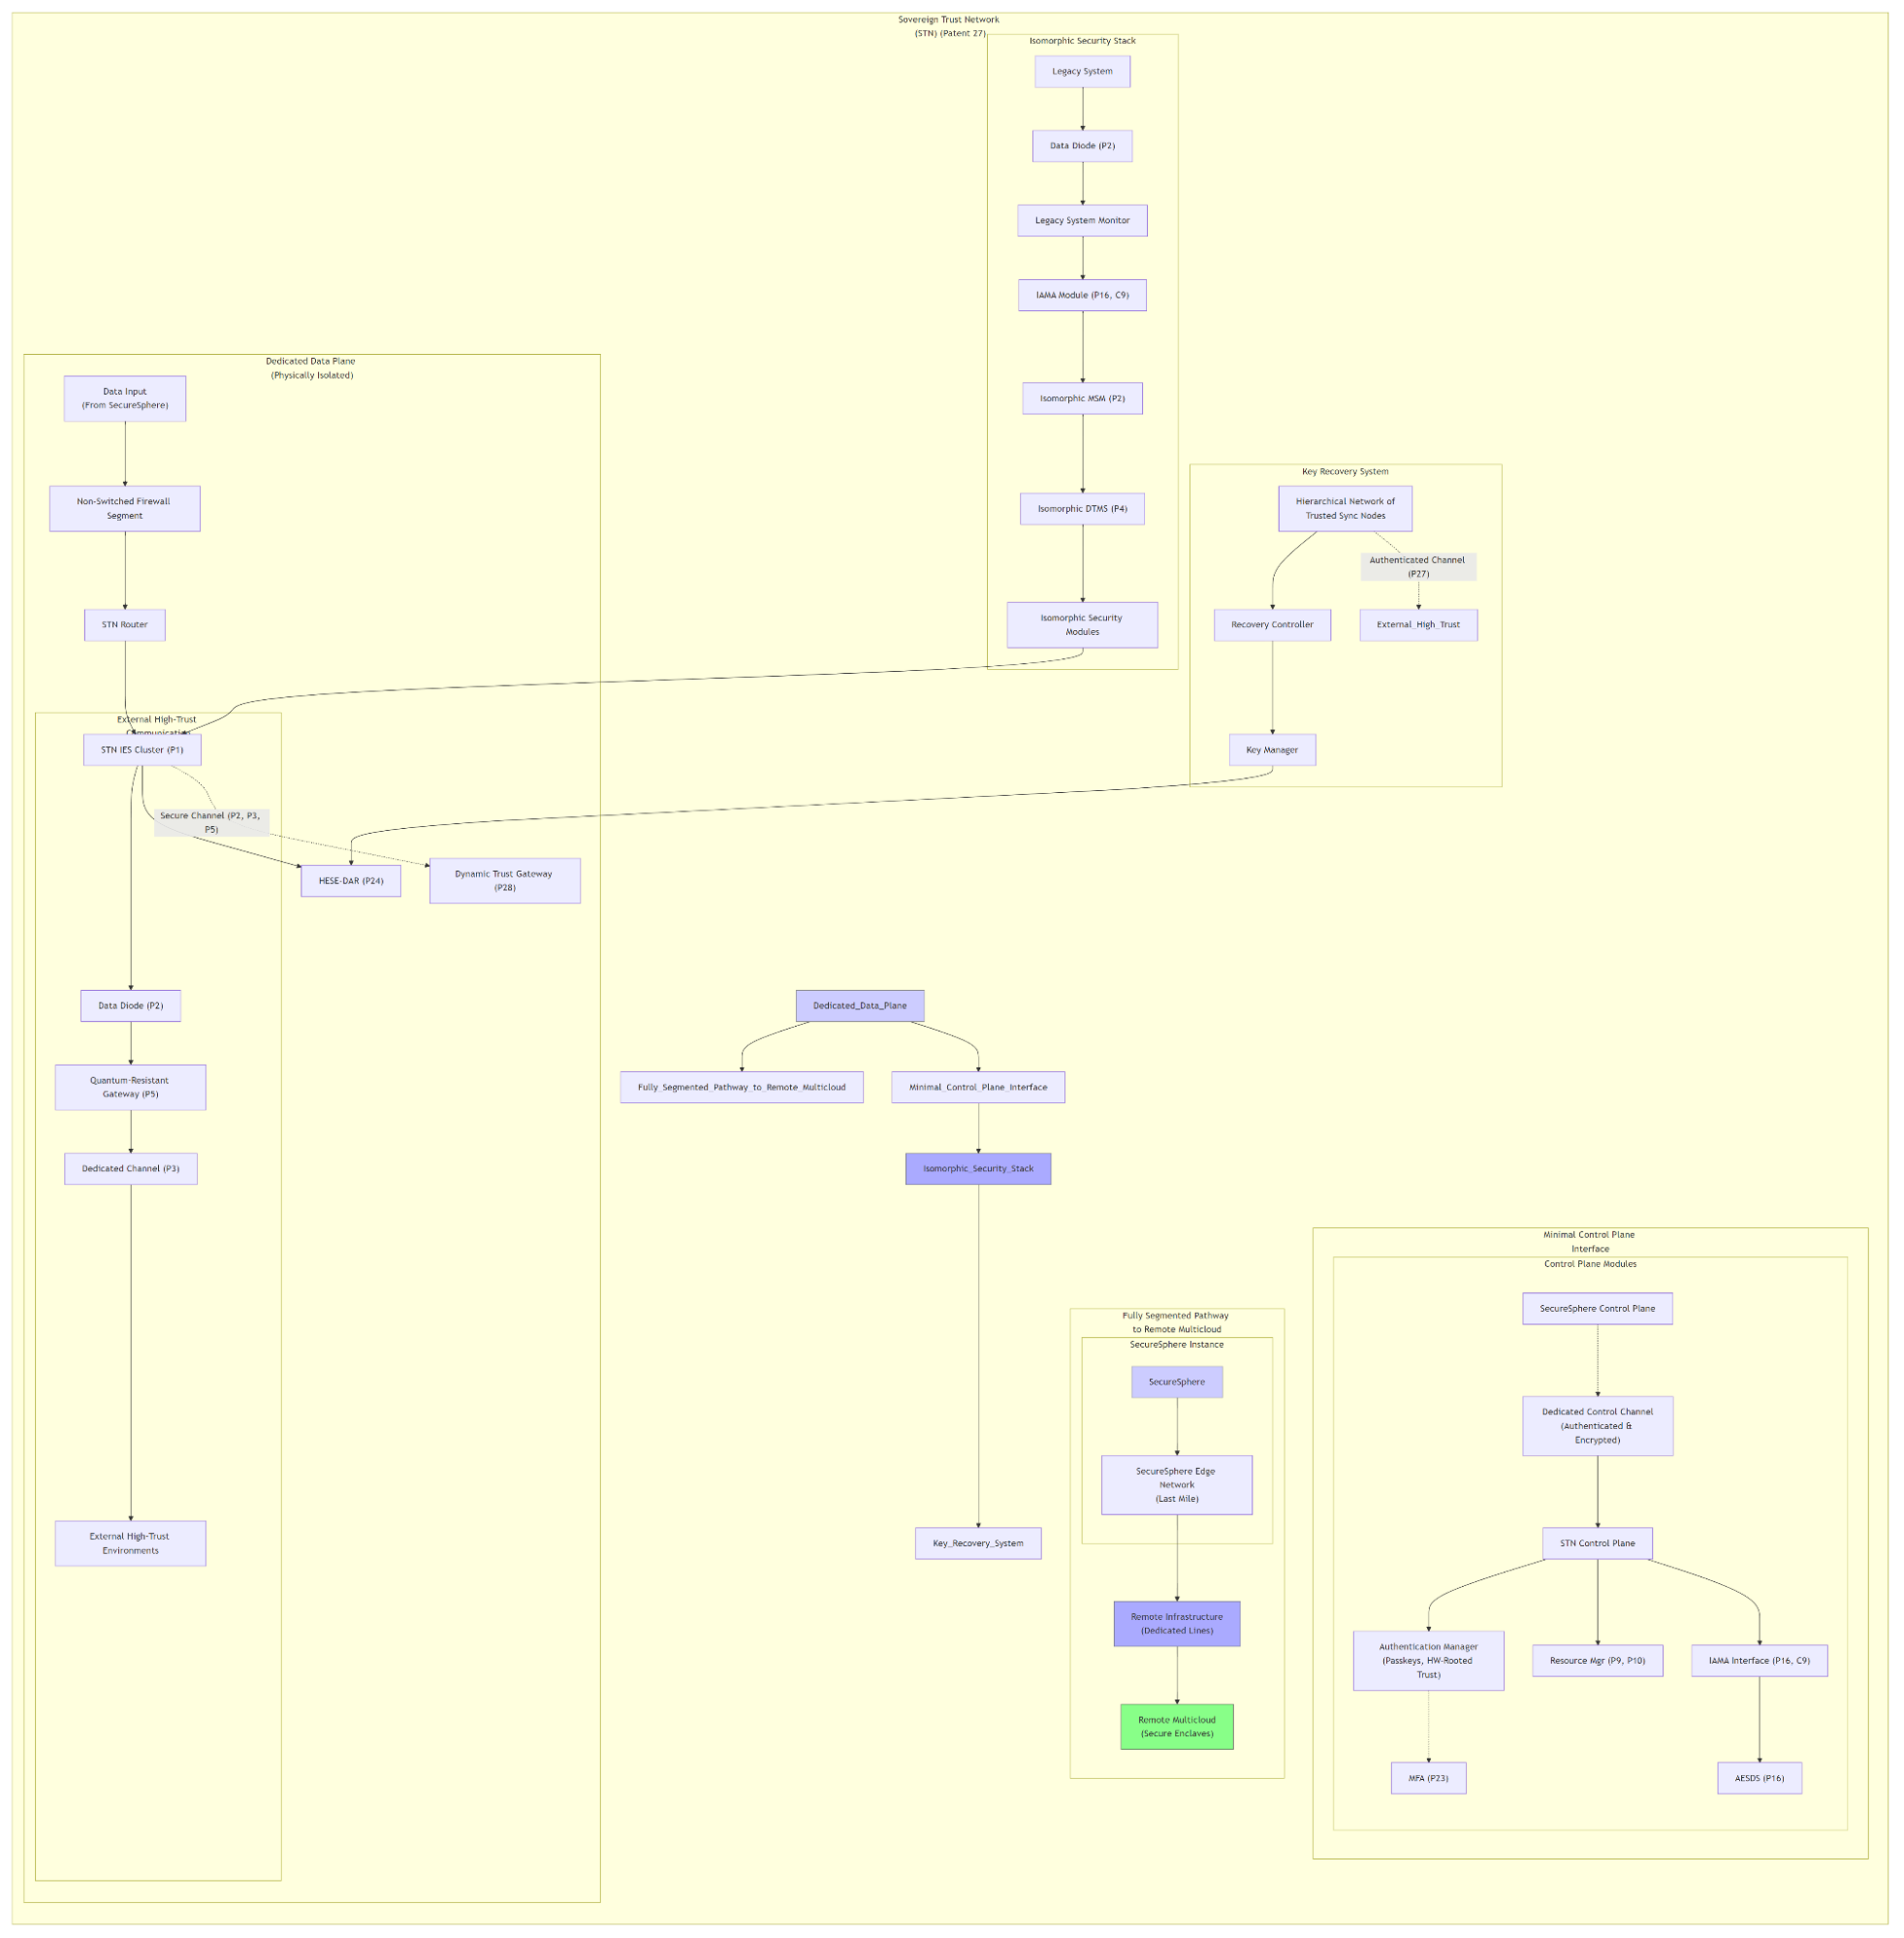 Sovereign Trust Network
(STN) (Patent 27)
Isomorphic Security Stack
Legacy System
Data Diode (P2)
Legacy System Monitor
IAMA Module (P16, C9)
Isomorphic MSM (P2)
Isomorphic DTMS (P4)
Isomorphic Security
Modules
Dedicated Data Plane
(Physically Isolated)
Data Input
(From SecureSphere)
Non-Switched Firewall
Segment
STN Router
External High-Trust
Communication
STN IES Cluster (P1)
Secure Channel (P2, P3,
P5)
HESE-DAR (P24)
Dynamic Trust Gateway
(P28)
Data Diode (P2)
Quantum-Resistant
Gateway (P5)
Dedicated Channel (P3)
External High-Trust
Environments
Key Recovery System
Hierarchical Network of
Trusted Sync Nodes
Authenticated Channel
(P27)
Recovery Controller
External_High_Trust
Key Manager
Dedicated_Data_Plane
Fully_Segmented_Pathway_to_Remote_Multicloud
Minimal_Control_Plane_Interface
Isomorphic_Security_Stack
Key_Recovery_System
Fully Segmented Pathway
to Remote Multicloud
SecureSphere Instance
SecureSphere
SecureSphere Edge
Network
(Last Mile)
Remote Infrastructure
(Dedicated Lines)
Remote Multicloud
(Secure Enclaves)
Minimal Control Plane
Interface
Control Plane Modules
SecureSphere Control Plane
Dedicated Control Channel
(Authenticated &
Encrypted)
STN Control Plane
Authentication Manager
(Passkeys, HW-Rooted
Trust)
Resource Mgr (P9, P10)
IAMA Interface (P16, C9)
MFA (P23)
AESDS (P16)